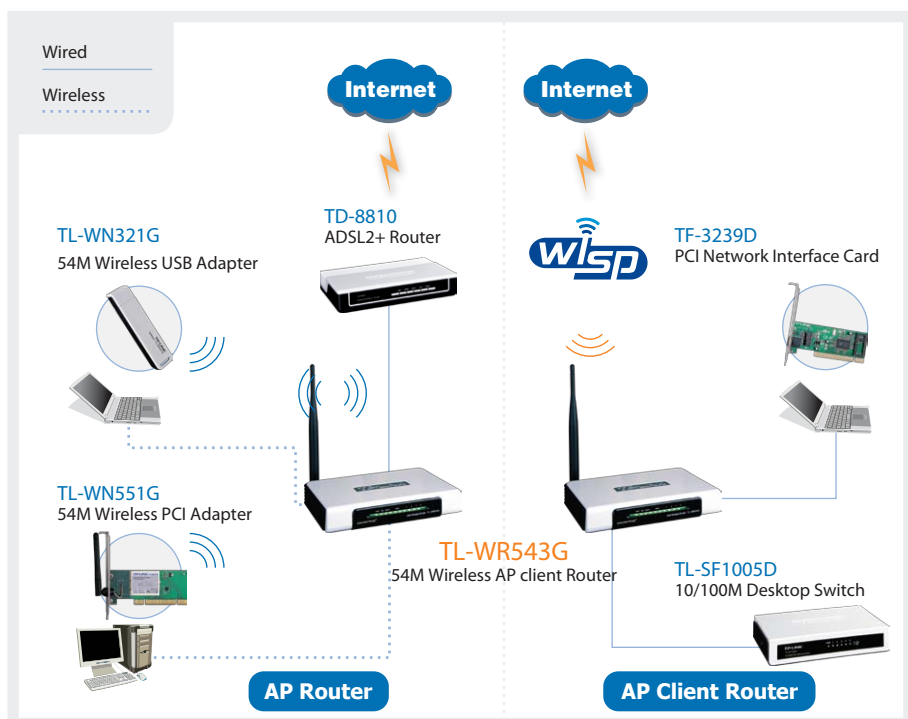 Wired
Wireless
Internet
Internet
TD-8810
ADSL2+ Router
TL-WN321G
54M Wireless USB Adapter
WISP
TF-3239D
PCI Network Interface Card
TL-WN551G
54M Wireless PCI Adapter
TL-WR543G
54M Wireless AP client Router
TL-SF1005D
10/100M Desktop Switch
AP Router
AP Client Router